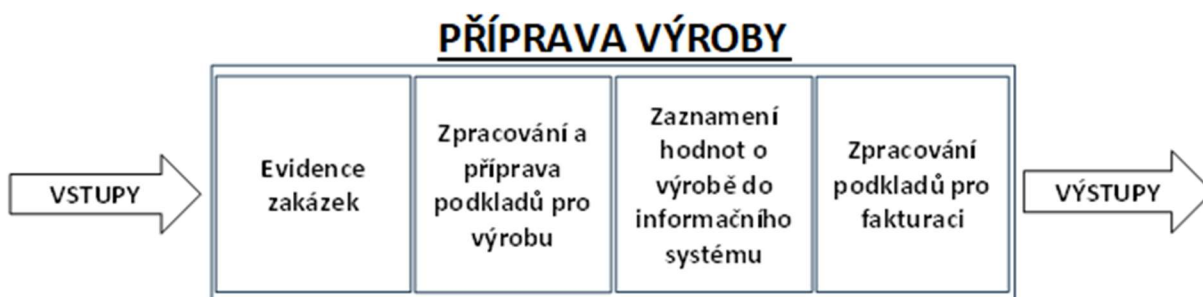 PŘÍPRAVA VÝROBY
VSTUPY
Evidence
zakázek
Zpracování a
příprava
podkladů pro
výrobu
Zaznamení
hodnot o
výrobě do
informačního
systému
Zpracování
podkladů pro
fakturaci
VÝSTUPY